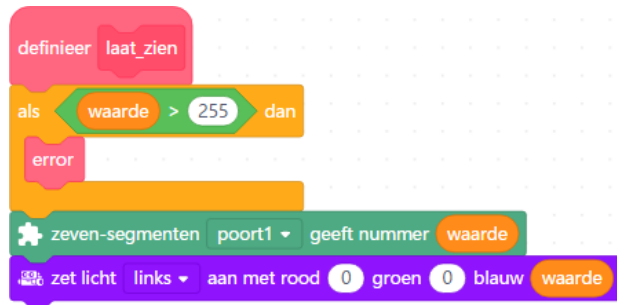 definieer laat_zien
als waarde > 255 dan
error
zeven-segmenten poort1 geeft nummer waarde
zet licht links aan met rood 0 groen 0 blauw waarde